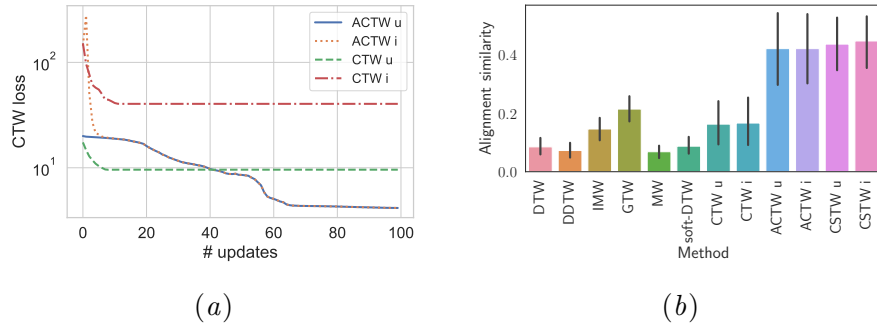 CTW loss
10²
10¹
ACTW u
ACTW i
CTW u
CTW i
0 20 40 60 80 100
# updates
(a)
Alignment similarity
0.4
0.2
0.0
DTW DDTW IMW GTW MW soft-DTW CTW u CTW i ACTW u ACTW i CSTW u CSTW i
Method
(b)